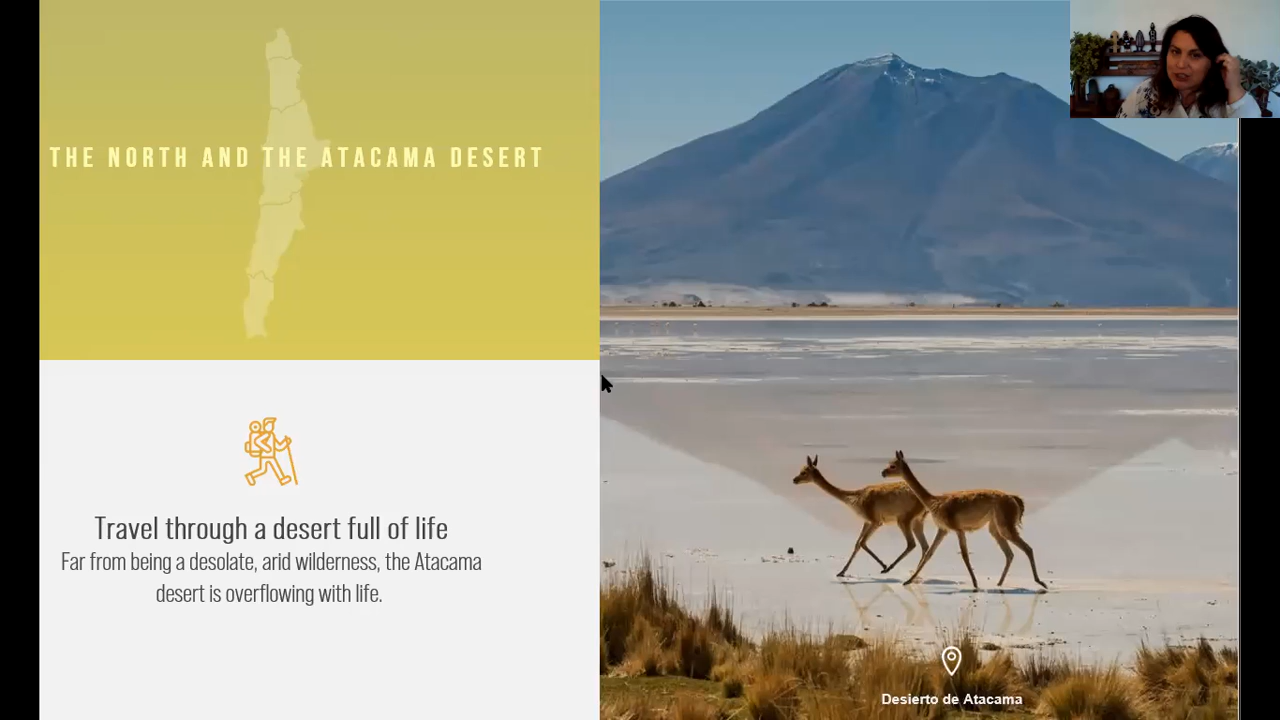 THE NORTH AND THE ATACAMA DESERT
Travel through a desert full of life
Far from being a desolate, arid wilderness, the Atacama
desert is overflowing with life.
Desierto de Atacama